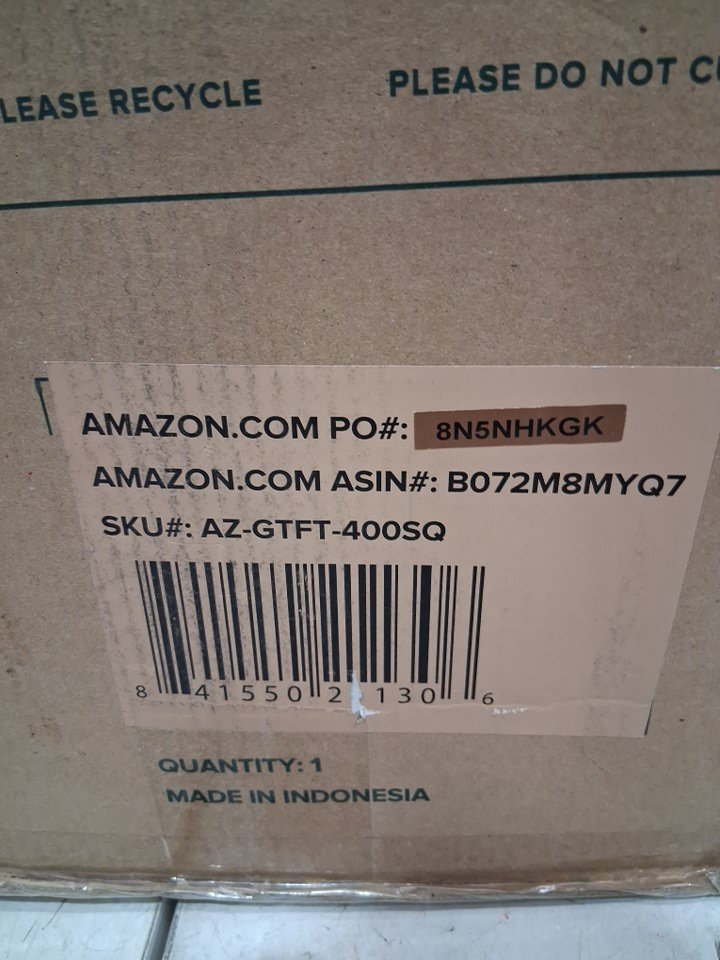 LEASE RECYCLE
PLEASE DO NOT
AMAZON.COM PO#: 8N5NHKGK
AMAZON.COM ASIN#: B072M8MYQ7
SKU#: AZ-GTFT-400SQ
8 41550 2 130 6
QUANTITY: 1
MADE IN INDONESIA